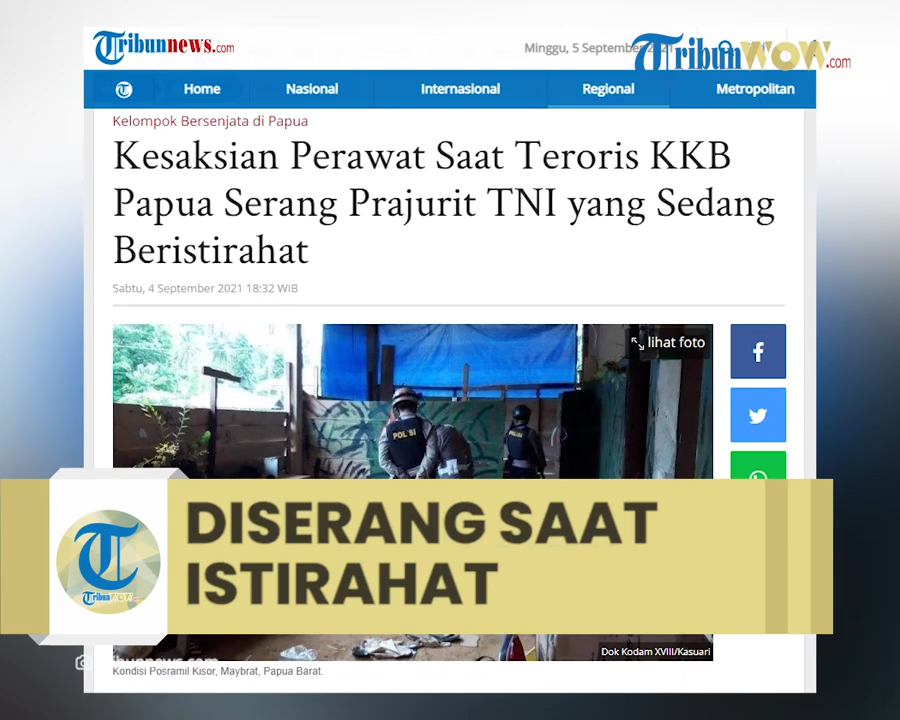 Tribunnews.com
Minggu, 5 September
TribunWOW.com
Home Nasional Internasional Regional Metropolitan
Kelompok Bersenjata di Papua
Kesaksian Perawat Saat Teroris KKB
Papua Serang Prajurit TNI yang Sedang
Beristirahat
Sabtu, 4 September 2021 18:32 WIB
lihat foto
POLISI
DISERANG SAAT
ISTIRAHAT
TribunWOW.com
Dok Kodam XVIII/Kasuari
Kondisi Posramil Kisor, Maybrat, Papua Barat.